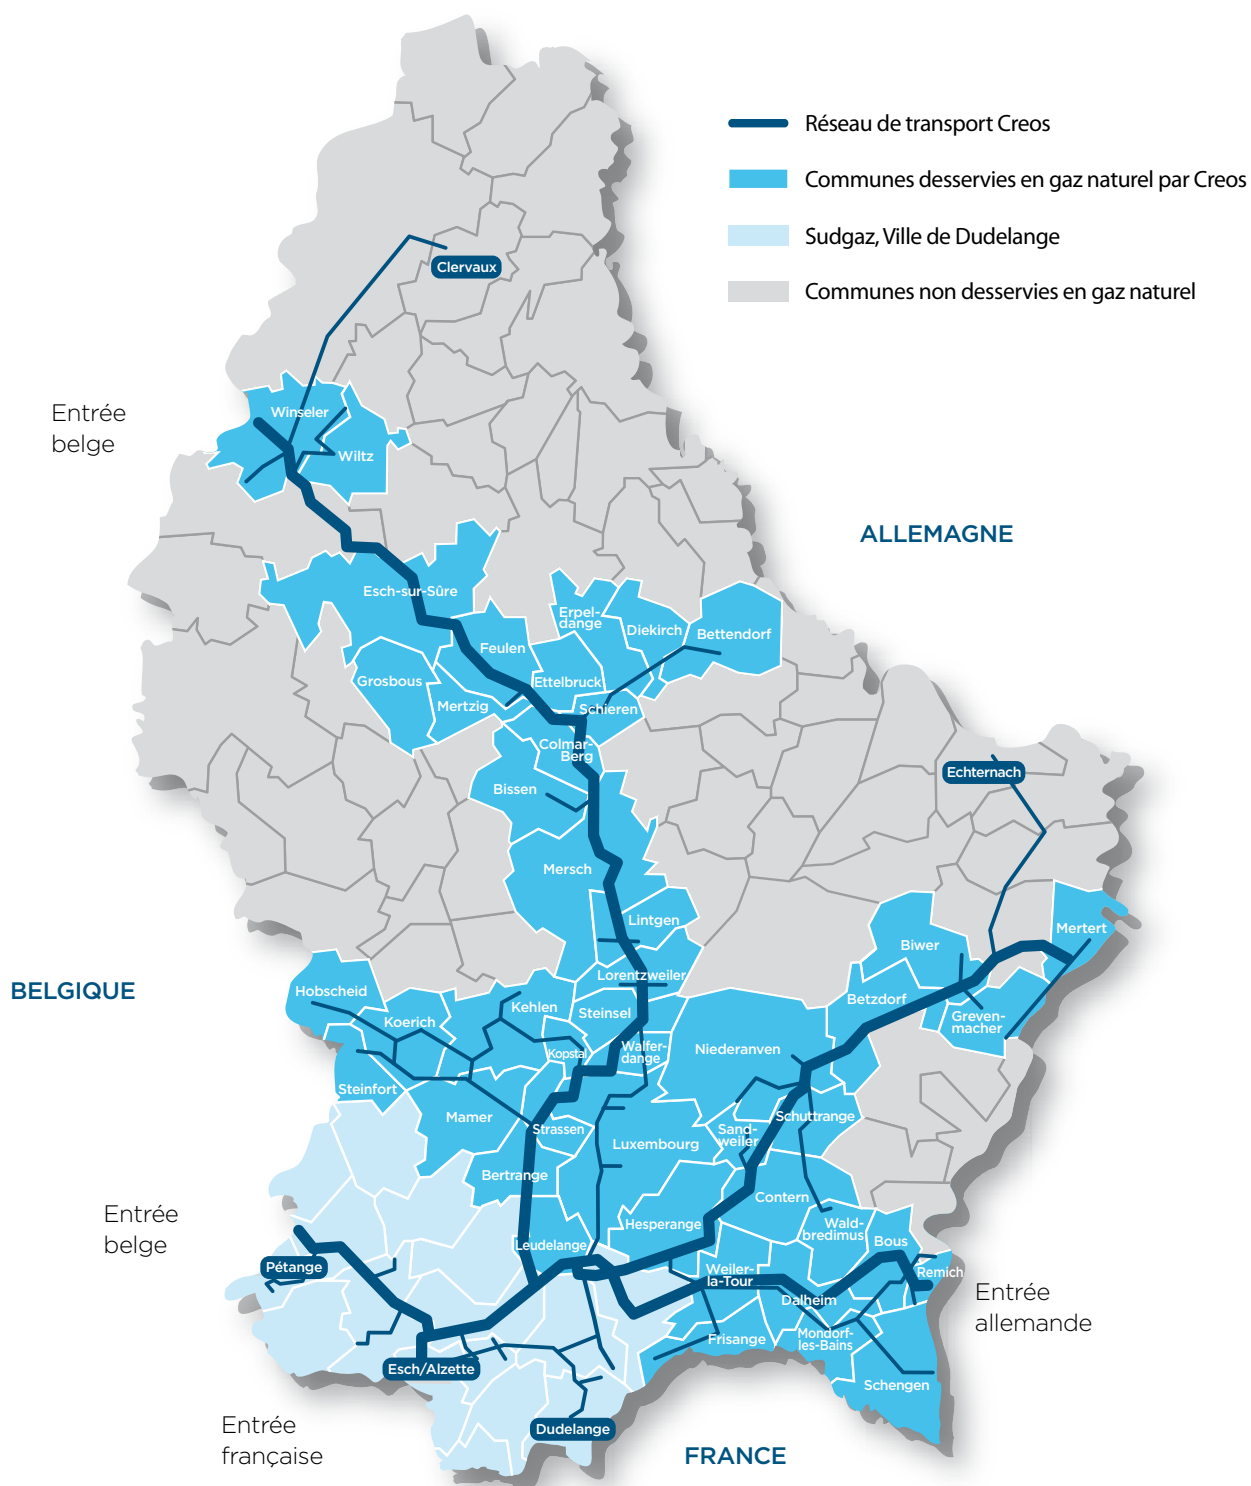 Réseau de transport Creos
Communes desservies en gaz naturel par Creos
Sudgaz, Ville de Dudelange
Communes non desservies en gaz naturel
Clervaux
Entrée
belge
Winseler
Wiltz
ALLEMAGNE
Esch-sur-Sûre
Erpel-
dange
Diekirch
Bettendorf
Feulen
Ettelbruck
Grosbous
Mertzig
Schieren
Colmar-
Berg
Bissen
Echternach
Mersch
Lintgen
Biwer
Mertert
BELGIQUE
Hobscheid
Lorentzweiler
Betzdorf
Kehlen
Steinsel
Koerich
Greven-
macher
Kopstal
Walfer-
dange
Niederanven
Steinfort
Mamer
Strassen
Luxembourg
Sand-
weiler
Schuttrange
Bertrange
Contern
Entrée
belge
Leudelange
Hesperange
Wald-
bredimus
Bous
Pétange
Weiler-
la-Tour
Remich
Dalheim
Entrée
allemande
Frisange
Mondorf-
les-Bains
Esch/Alzette
Schengen
Entrée
française
Dudelange
FRANCE